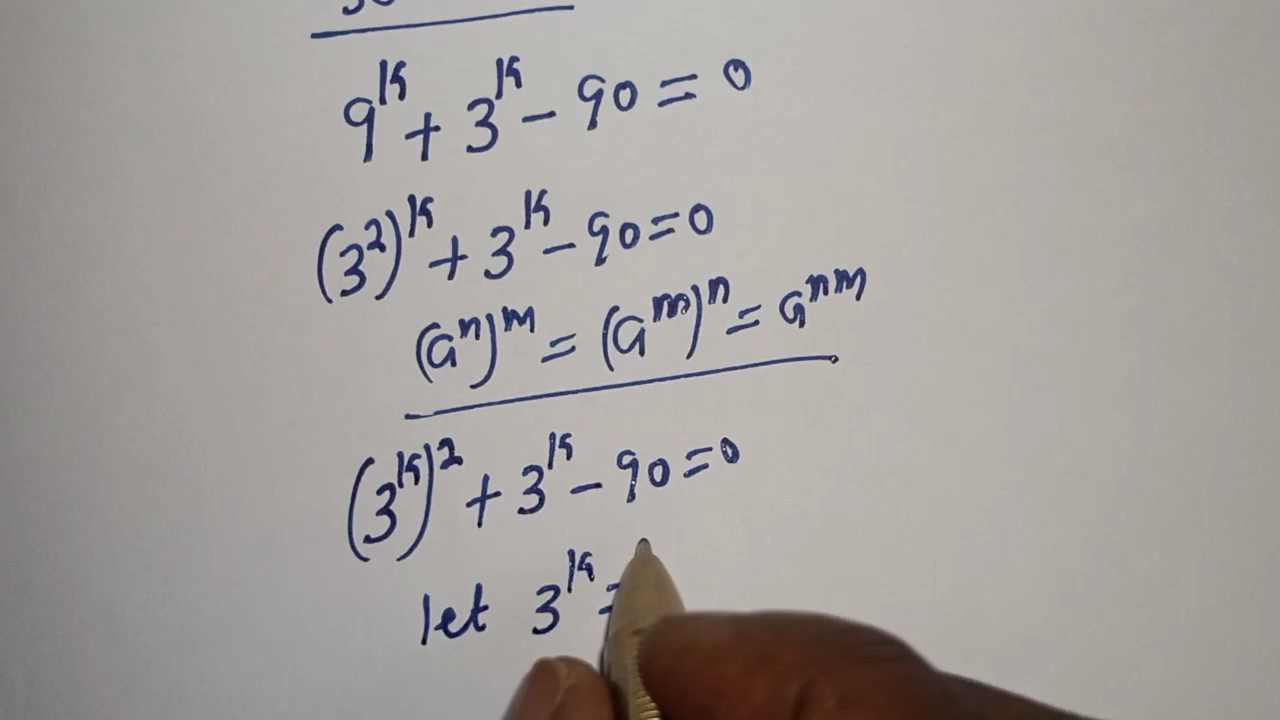 9^k + 3^k - 90 = 0
(3^2)^k + 3^k - 90 = 0
(a^n)^m = (a^m)^n = a^nm
(3^k)^2 + 3^k - 90 = 0
let 3^k =